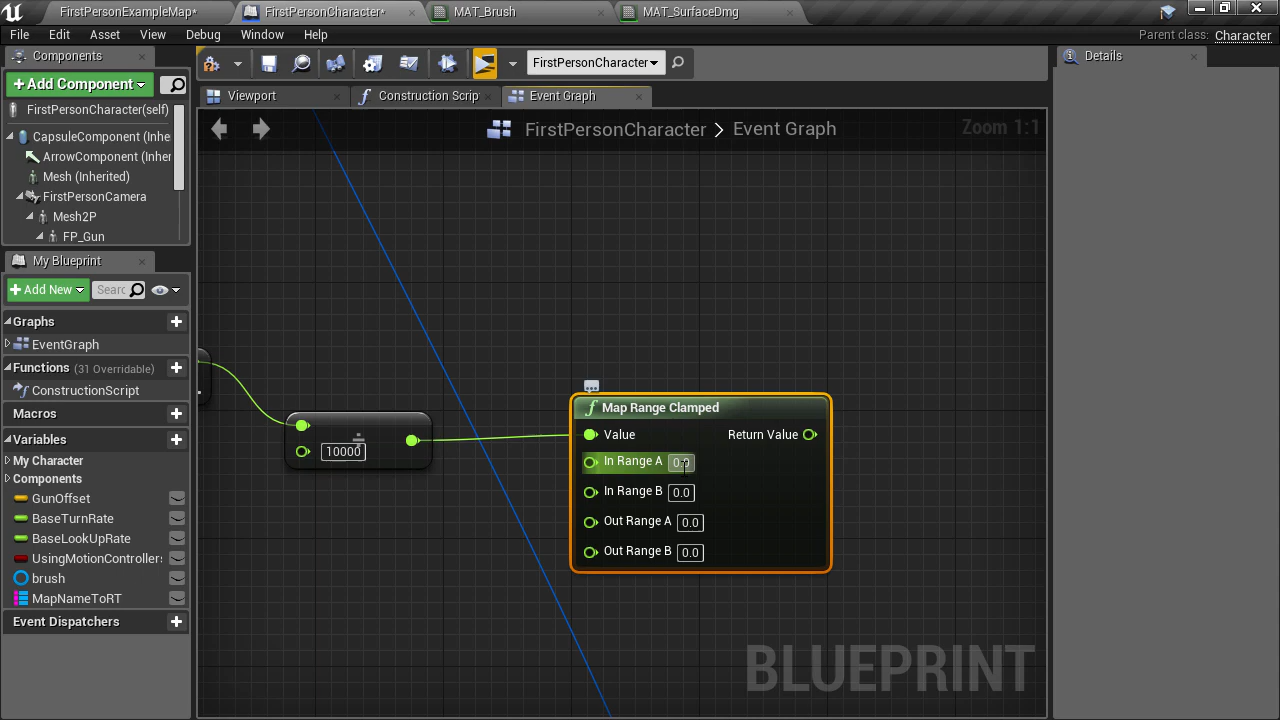 FirstPersonExampleMap*
FirstPersonCharacter*
MAT_Brush
MAT_SurfaceDmg
File
Edit
Asset
View
Debug
Window
Help
Parent class: Character
Components
FirstPersonCharacter
Details
+Add Component
Viewport
Construction Scrip
Event Graph
FirstPersonCharacter(self)
CapsuleComponent (Inhe
ArrowComponent (Inher
Mesh (Inherited)
FirstPersonCamera
Mesh2P
FP_Gun
FirstPersonCharacter > Event Graph
Zoom 1:1
My Blueprint
+Add New
Searc
Graphs
EventGraph
Functions (31 Overridable)
ConstructionScript
Macros
Variables
My Character
Components
GunOffset
BaseTurnRate
BaseLookUpRate
UsingMotionControllers
brush
MapNameToRT
Event Dispatchers
÷
10000
f Map Range Clamped
Value
Return Value
In Range A 0.0
In Range B 0.0
Out Range A 0.0
Out Range B 0.0
BLUEPRINT